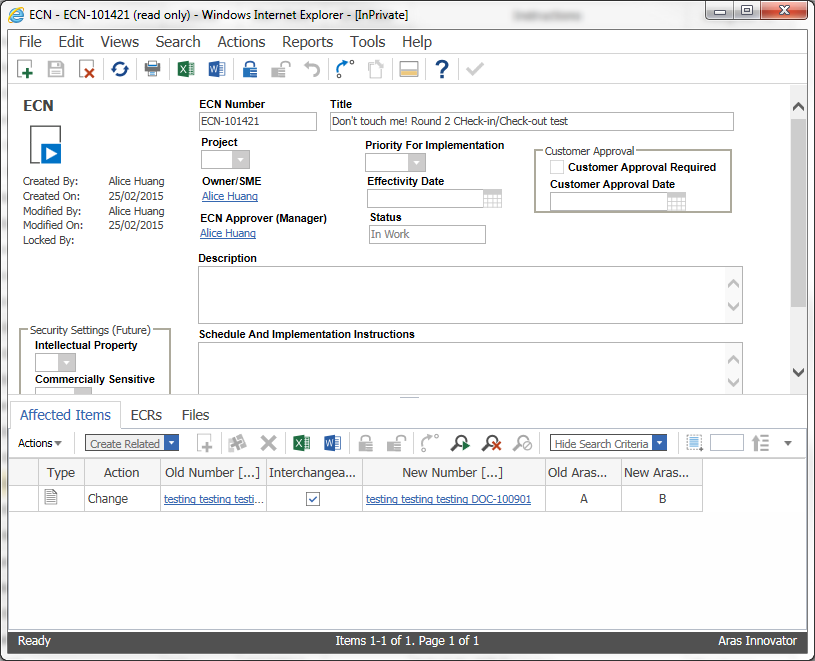 ECN - ECN-101421 (read only) - Windows Internet Explorer - [InPrivate]
File Edit Views Search Actions Reports Tools Help
ECN
ECN Number Title
ECN-101421 Don't touch me! Round 2 CHeck-in/Check-out test
Project Priority For Implementation
Customer Approval
Customer Approval Required
Created By: Alice Huang Owner/SME Effectivity Date Customer Approval Date
Created On: 25/02/2015 Alice Huang
Modified By: Alice Huang ECN Approver (Manager) Status
Modified On: 25/02/2015 Alice Huang In Work
Locked By:
Description
Security Settings (Future)
Schedule And Implementation Instructions
Intellectual Property
Commercially Sensitive
Affected Items ECRs Files
Actions Create Related Hide Search Criteria
Type Action Old Number [...] Interchangea... New Number [...] Old Aras... New Aras...
Change testing testing testi... testing testing testing DOC-100901 A B
Ready Items 1-1 of 1. Page 1 of 1 Aras Innovator